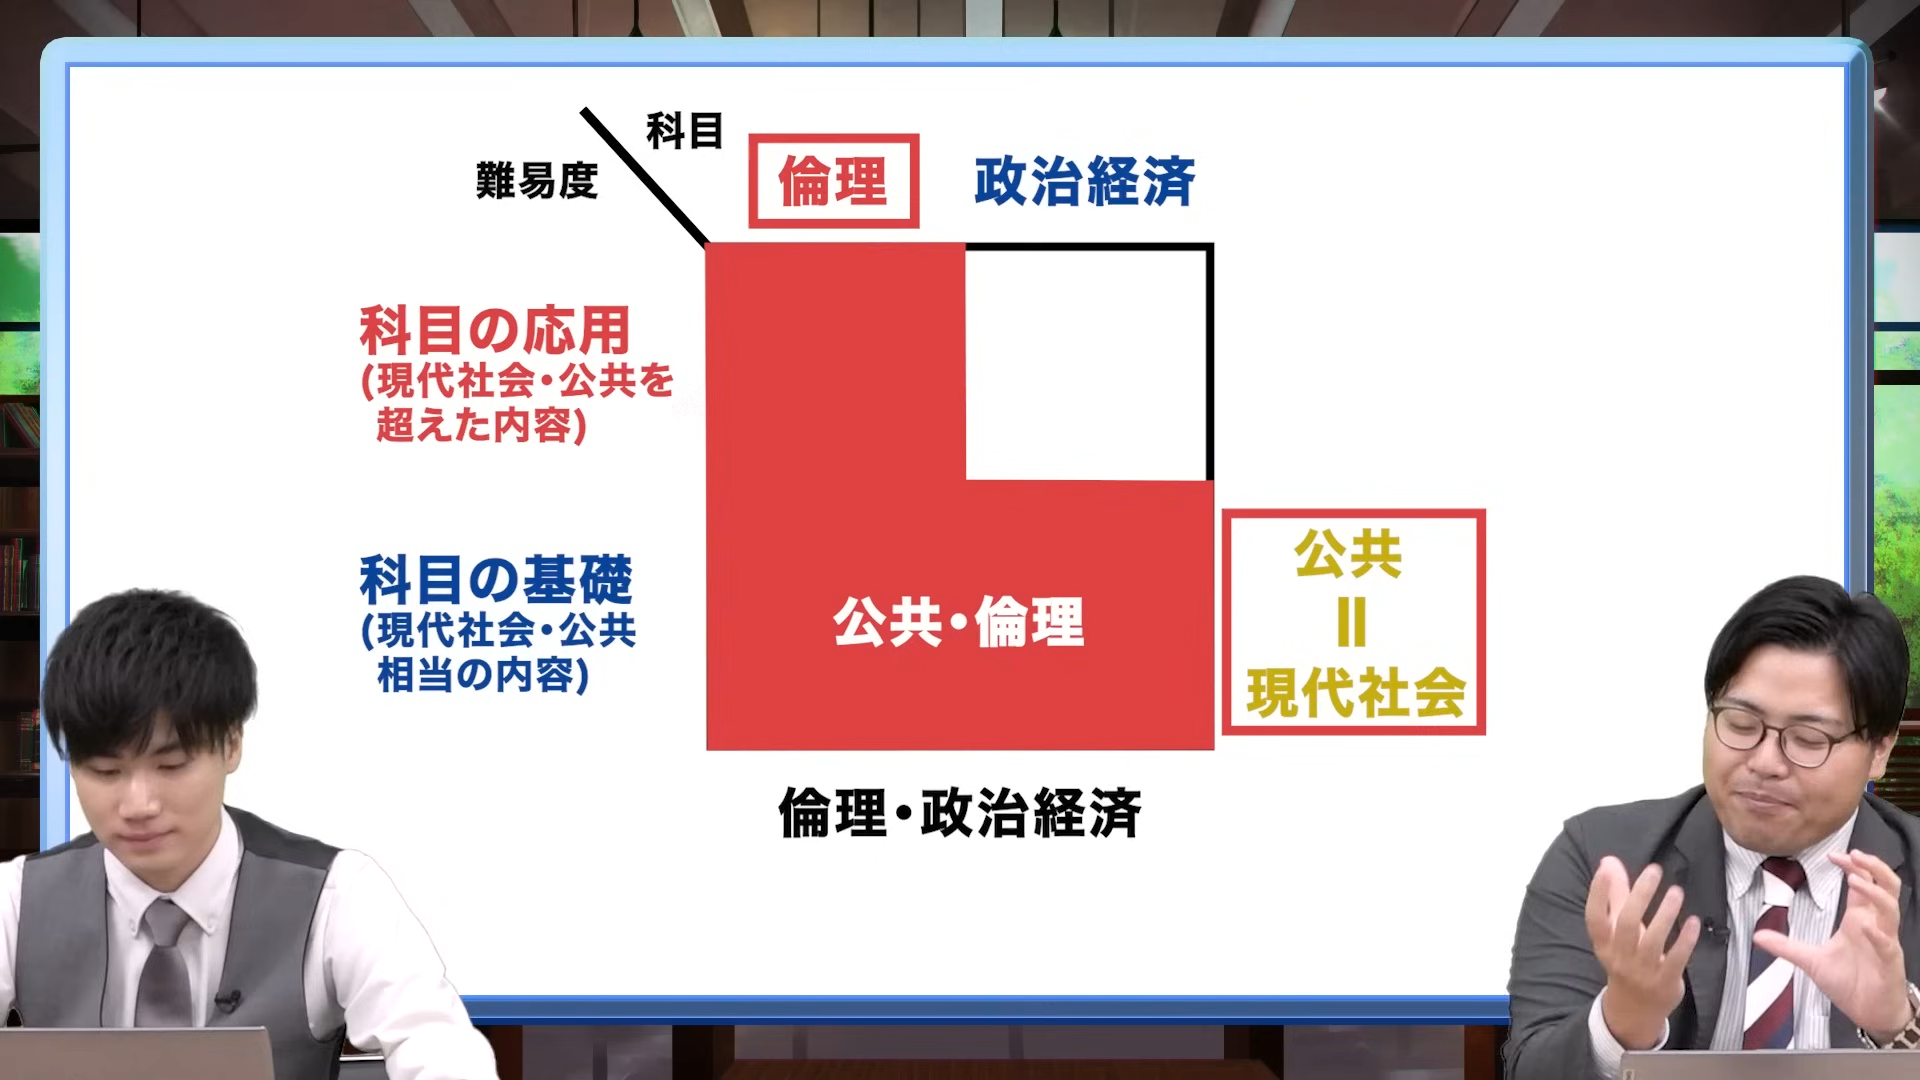 科目
難易度
倫理
政治経済
科目の応用
(現代社会・公共を
超えた内容)
科目の基礎
(現代社会・公共
相当の内容)
公共・倫理
公共
||
現代社会
倫理・政治経済